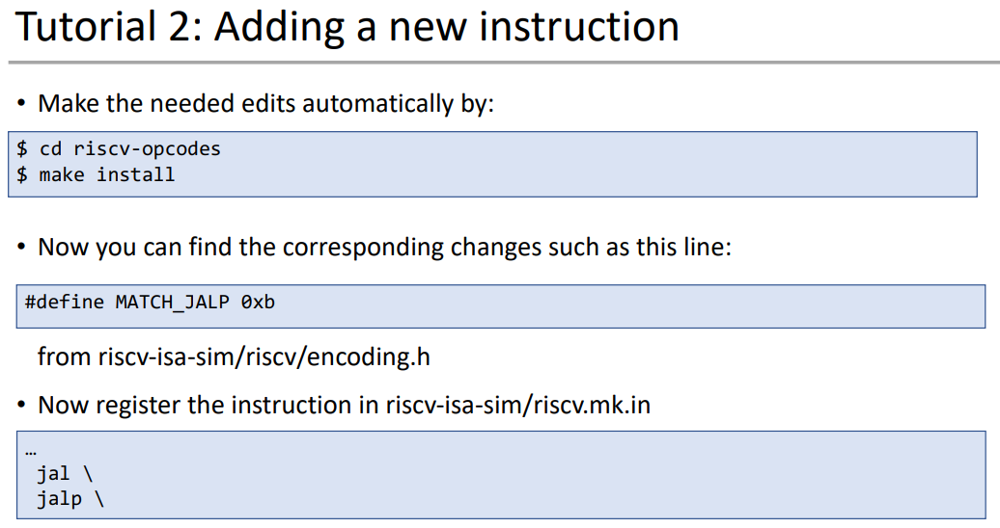 Tutorial 2: Adding a new instruction
• Make the needed edits automatically by:
$ cd riscv-opcodes
$ make install
• Now you can find the corresponding changes such as this line:
#define MATCH_JALP 0xb
from riscv-isa-sim/riscv/encoding.h
• Now register the instruction in riscv-isa-sim/riscv.mk.in
…
jal \
jalp \